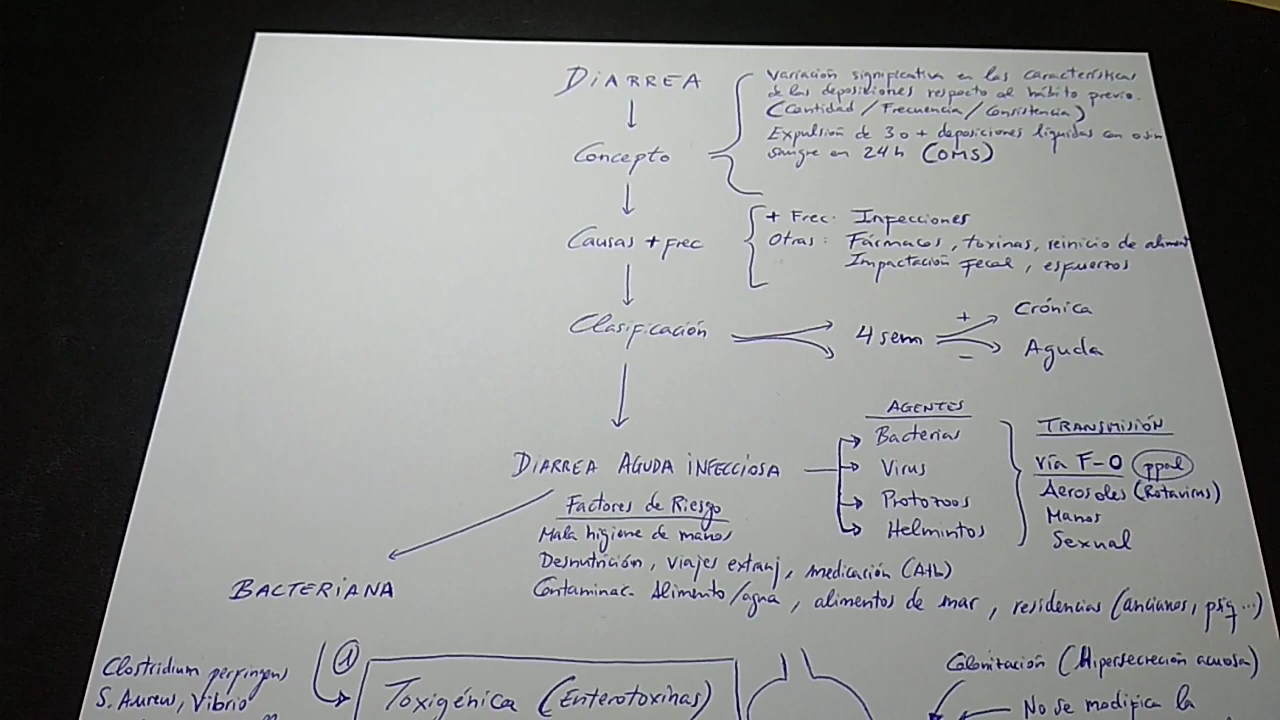 DIARREA
Variación significativa en las características
de las deposiciones respecto al hábito previo.
(Cantidad / Frecuencia / Consistencia)
Expulsión de 3 o + deposiciones líquidas con o sin
sangre en 24 h (OMS)
Concepto
Causas + frec
+ Frec: Infecciones
Otras: Fármacos, toxinas, reinicio de aliment
Impactación Fecal, esfuerzos
Clasificación
4 sem
+
Crónica
-
Aguda
DIARREA AGUDA INFECCIOSA
AGENTES
Bacterias
Virus
Protozoos
Helmintos
TRANSMISIÓN
Vía F-O ppal
Aerosoles (Rotavirus)
Manos
Sexual
Factores de Riesgo
Mala higiene de manos
Desnutrición, viajes extranj, medicación (Atb)
Contaminac. Alimento/agua, alimentos de mar, residencias (ancianos, psiq...)
BACTERIANA
Clostridium perfringens
S. Aureus, Vibrio
1
Toxigénica (Enterotoxinas)
Colonización (Hipersecreción acuosa)
No se modifica la